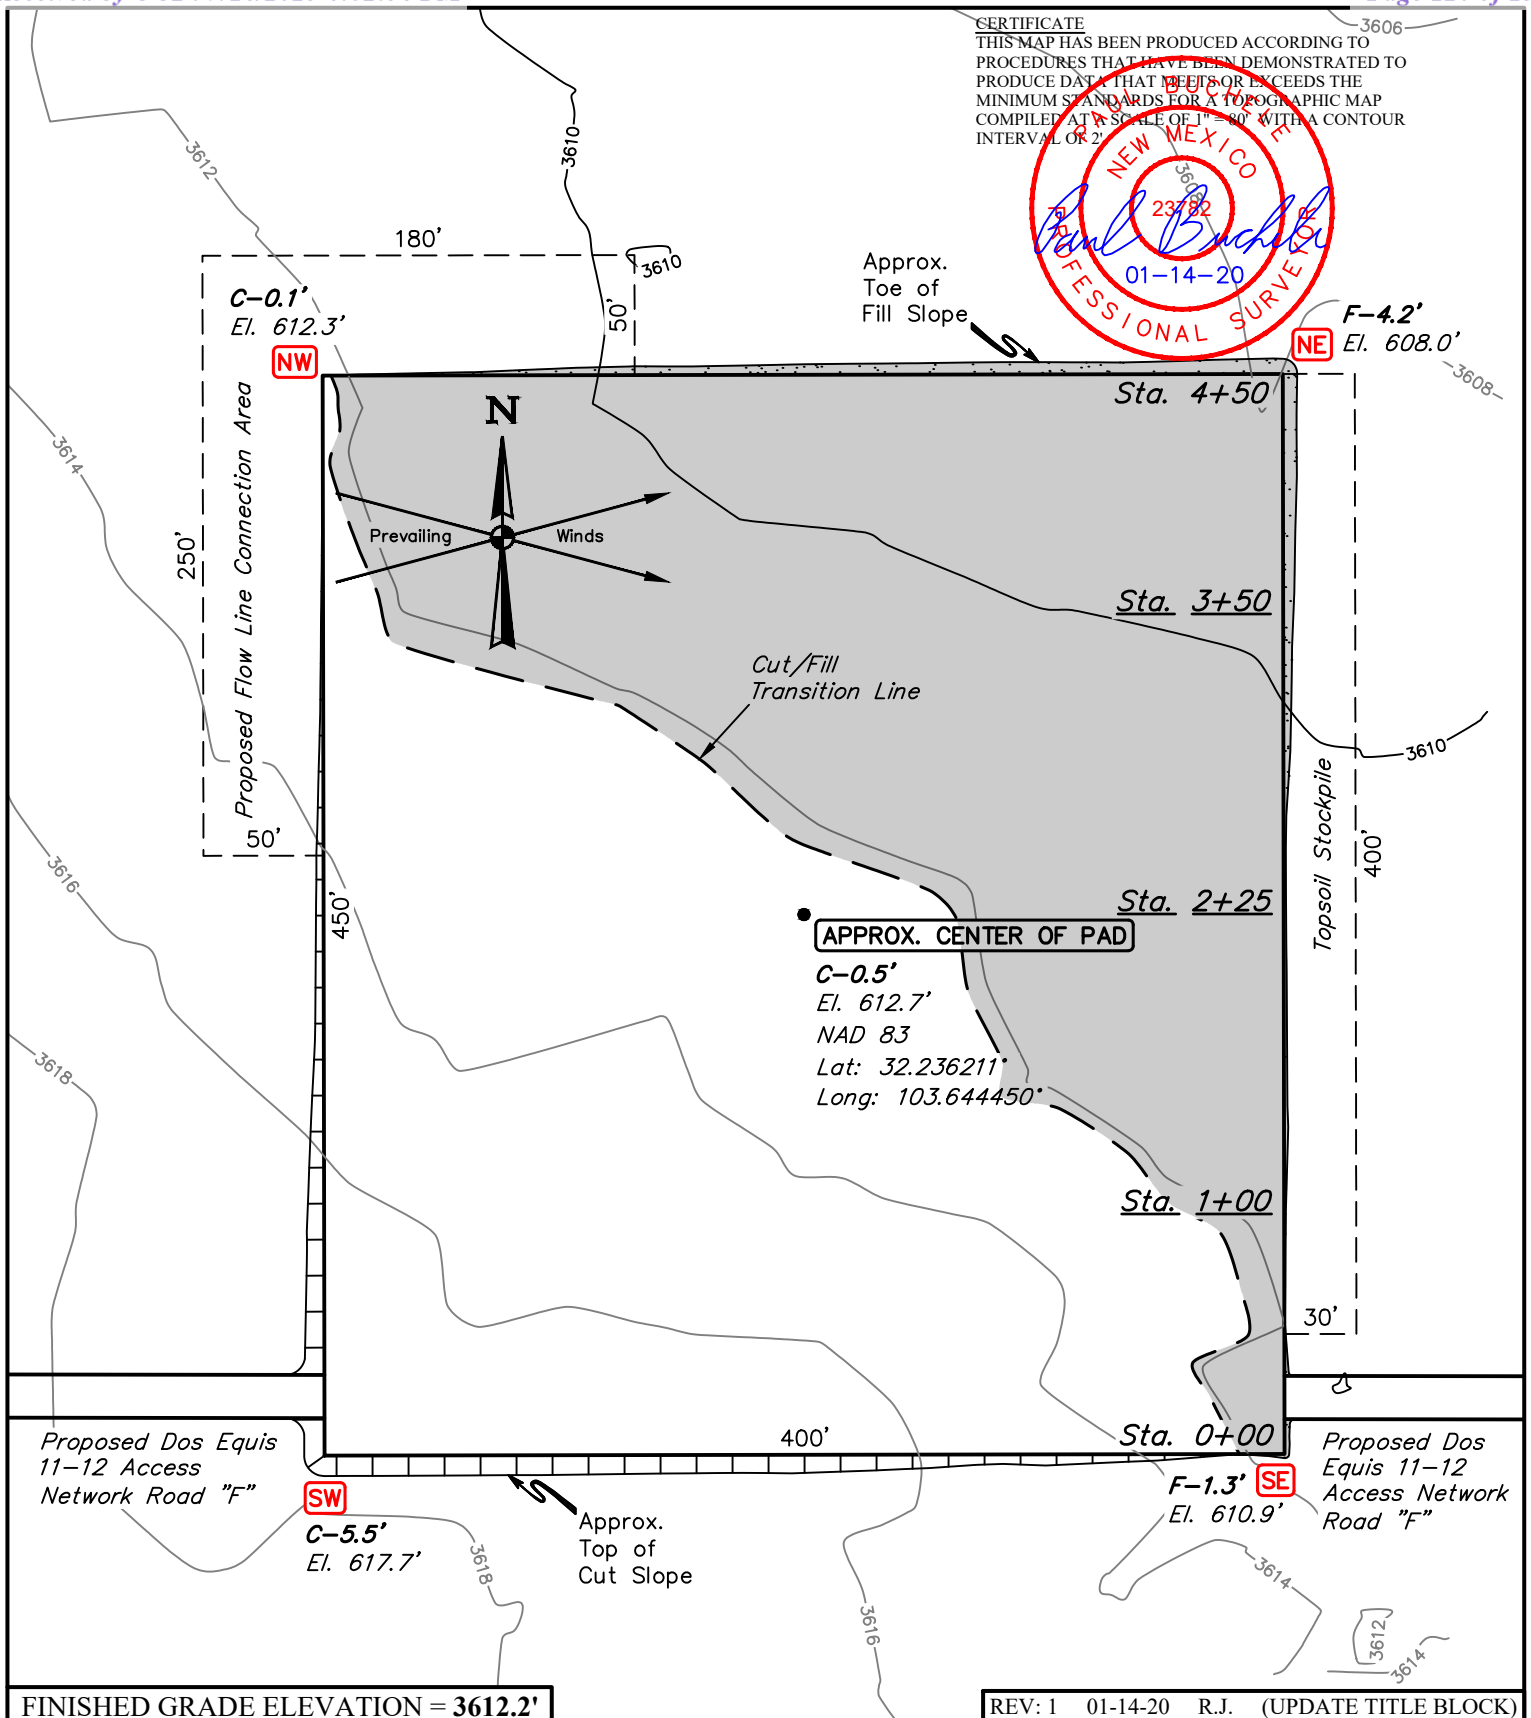 CERTIFICATE
THIS MAP HAS BEEN PRODUCED ACCORDING TO
PROCEDURES THAT HAVE BEEN DEMONSTRATED TO
PRODUCE DATA THAT MEETS OR EXCEEDS THE
MINIMUM STANDARDS FOR A TOPOGRAPHIC MAP
COMPILED AT A SCALE OF 1" = 80' WITH A CONTOUR
INTERVAL OF 2'
3606
3610
3612
PAUL BUCHELE
NEW MEXICO
3608
23782
Paul Buchele
01-14-20
PROFESSIONAL SURVEYOR
180'
3610
50'
Approx.
Toe of
Fill Slope
C-0.1'
El. 612.3'
NW
F-4.2'
El. 608.0'
NE
3608
Sta. 4+50
N
Prevailing Winds
3614
250'
Proposed Flow Line Connection Area
50'
Sta. 3+50
Cut/Fill
Transition Line
3610
Topsoil Stockpile
400'
3616
450'
Sta. 2+25
APPROX. CENTER OF PAD
C-0.5'
El. 612.7'
NAD 83
Lat: 32.236211°
Long: 103.644450°
3618
Sta. 1+00
30'
Sta. 0+00
400'
Proposed Dos Equis
11-12 Access
Network Road "F"
SW
C-5.5'
El. 617.7'
3618
Approx.
Top of
Cut Slope
3616
F-1.3'
El. 610.9'
SE
Proposed Dos
Equis 11-12
Access Network
Road "F"
3614
3612
3614
FINISHED GRADE ELEVATION = 3612.2'
REV: 1 01-14-20 R.J. (UPDATE TITLE BLOCK)